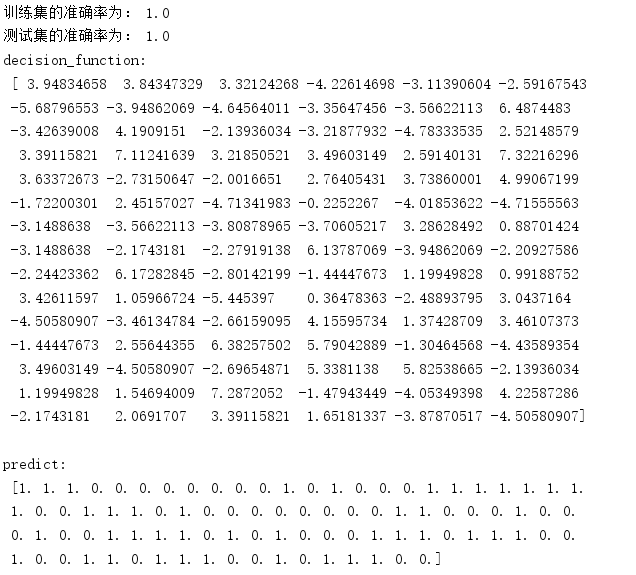 训练集的准确率为： 1.0
测试集的准确率为： 1.0
decision_function:
[ 3.94834658 3.84347329 3.32124268 -4.22614698 -3.11390604 -2.59167543
-5.68796553 -3.94862069 -4.64564011 -3.35647456 -3.56622113 6.4874483
-3.42639008 4.1909151 -2.13936034 -3.21877932 -4.78333535 2.52148579
3.39115821 7.11241639 3.21850521 3.49603149 2.59140131 7.32216296
3.63372673 -2.73150647 -2.0016651 2.76405431 3.73860001 4.99067199
-1.72200301 2.45157027 -4.71341983 -0.2252267 -4.01853622 -4.71555563
-3.1488638 -3.56622113 -3.80878965 -3.70605217 3.28628492 0.88701424
-3.1488638 -2.1743181 -2.27919138 6.13787069 -3.94862069 -2.20927586
-2.24423362 6.17282845 -2.80142199 -1.44447673 1.19949828 0.99188752
3.42611597 1.05966724 -5.445397 0.36478363 -2.48893795 3.0437164
-4.50580907 -3.46134784 -2.66159095 4.15595734 1.37428709 3.46107373
-1.44447673 2.55644355 6.38257502 5.79042889 -1.30464568 -4.43589354
3.49603149 -4.50580907 -2.69654871 5.3381138 5.82538665 -2.13936034
1.19949828 1.54694009 7.2872052 -1.47943449 -4.05349398 4.22587286
-2.1743181 2.0691707 3.39115821 1.65181337 -3.87870517 -4.50580907]
predict:
[1. 1. 1. 0. 0. 0. 0. 0. 0. 0. 0. 1. 0. 1. 0. 0. 0. 1. 1. 1. 1. 1. 1. 1.
1. 0. 0. 1. 1. 1. 0. 1. 0. 0. 0. 0. 0. 0. 0. 0. 1. 1. 0. 0. 0. 1. 0. 0.
0. 1. 0. 0. 1. 1. 1. 1. 0. 1. 0. 1. 0. 0. 0. 1. 1. 1. 0. 1. 1. 1. 0. 0.
1. 0. 0. 1. 1. 0. 1. 1. 1. 0. 0. 1. 0. 1. 1. 1. 0. 0.]